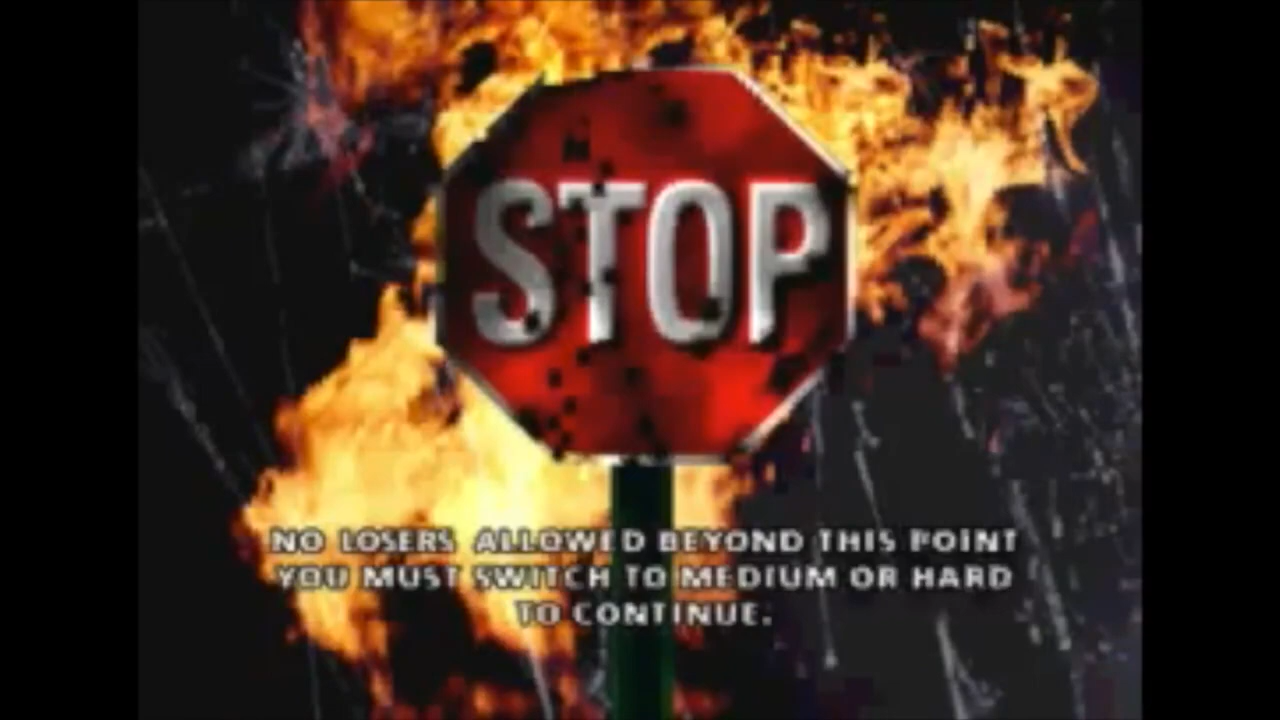 STOP
NO LOSERS ALLOWED BEYOND THIS POINT
YOU MUST SWITCH TO MEDIUM OR HARD
TO CONTINUE.